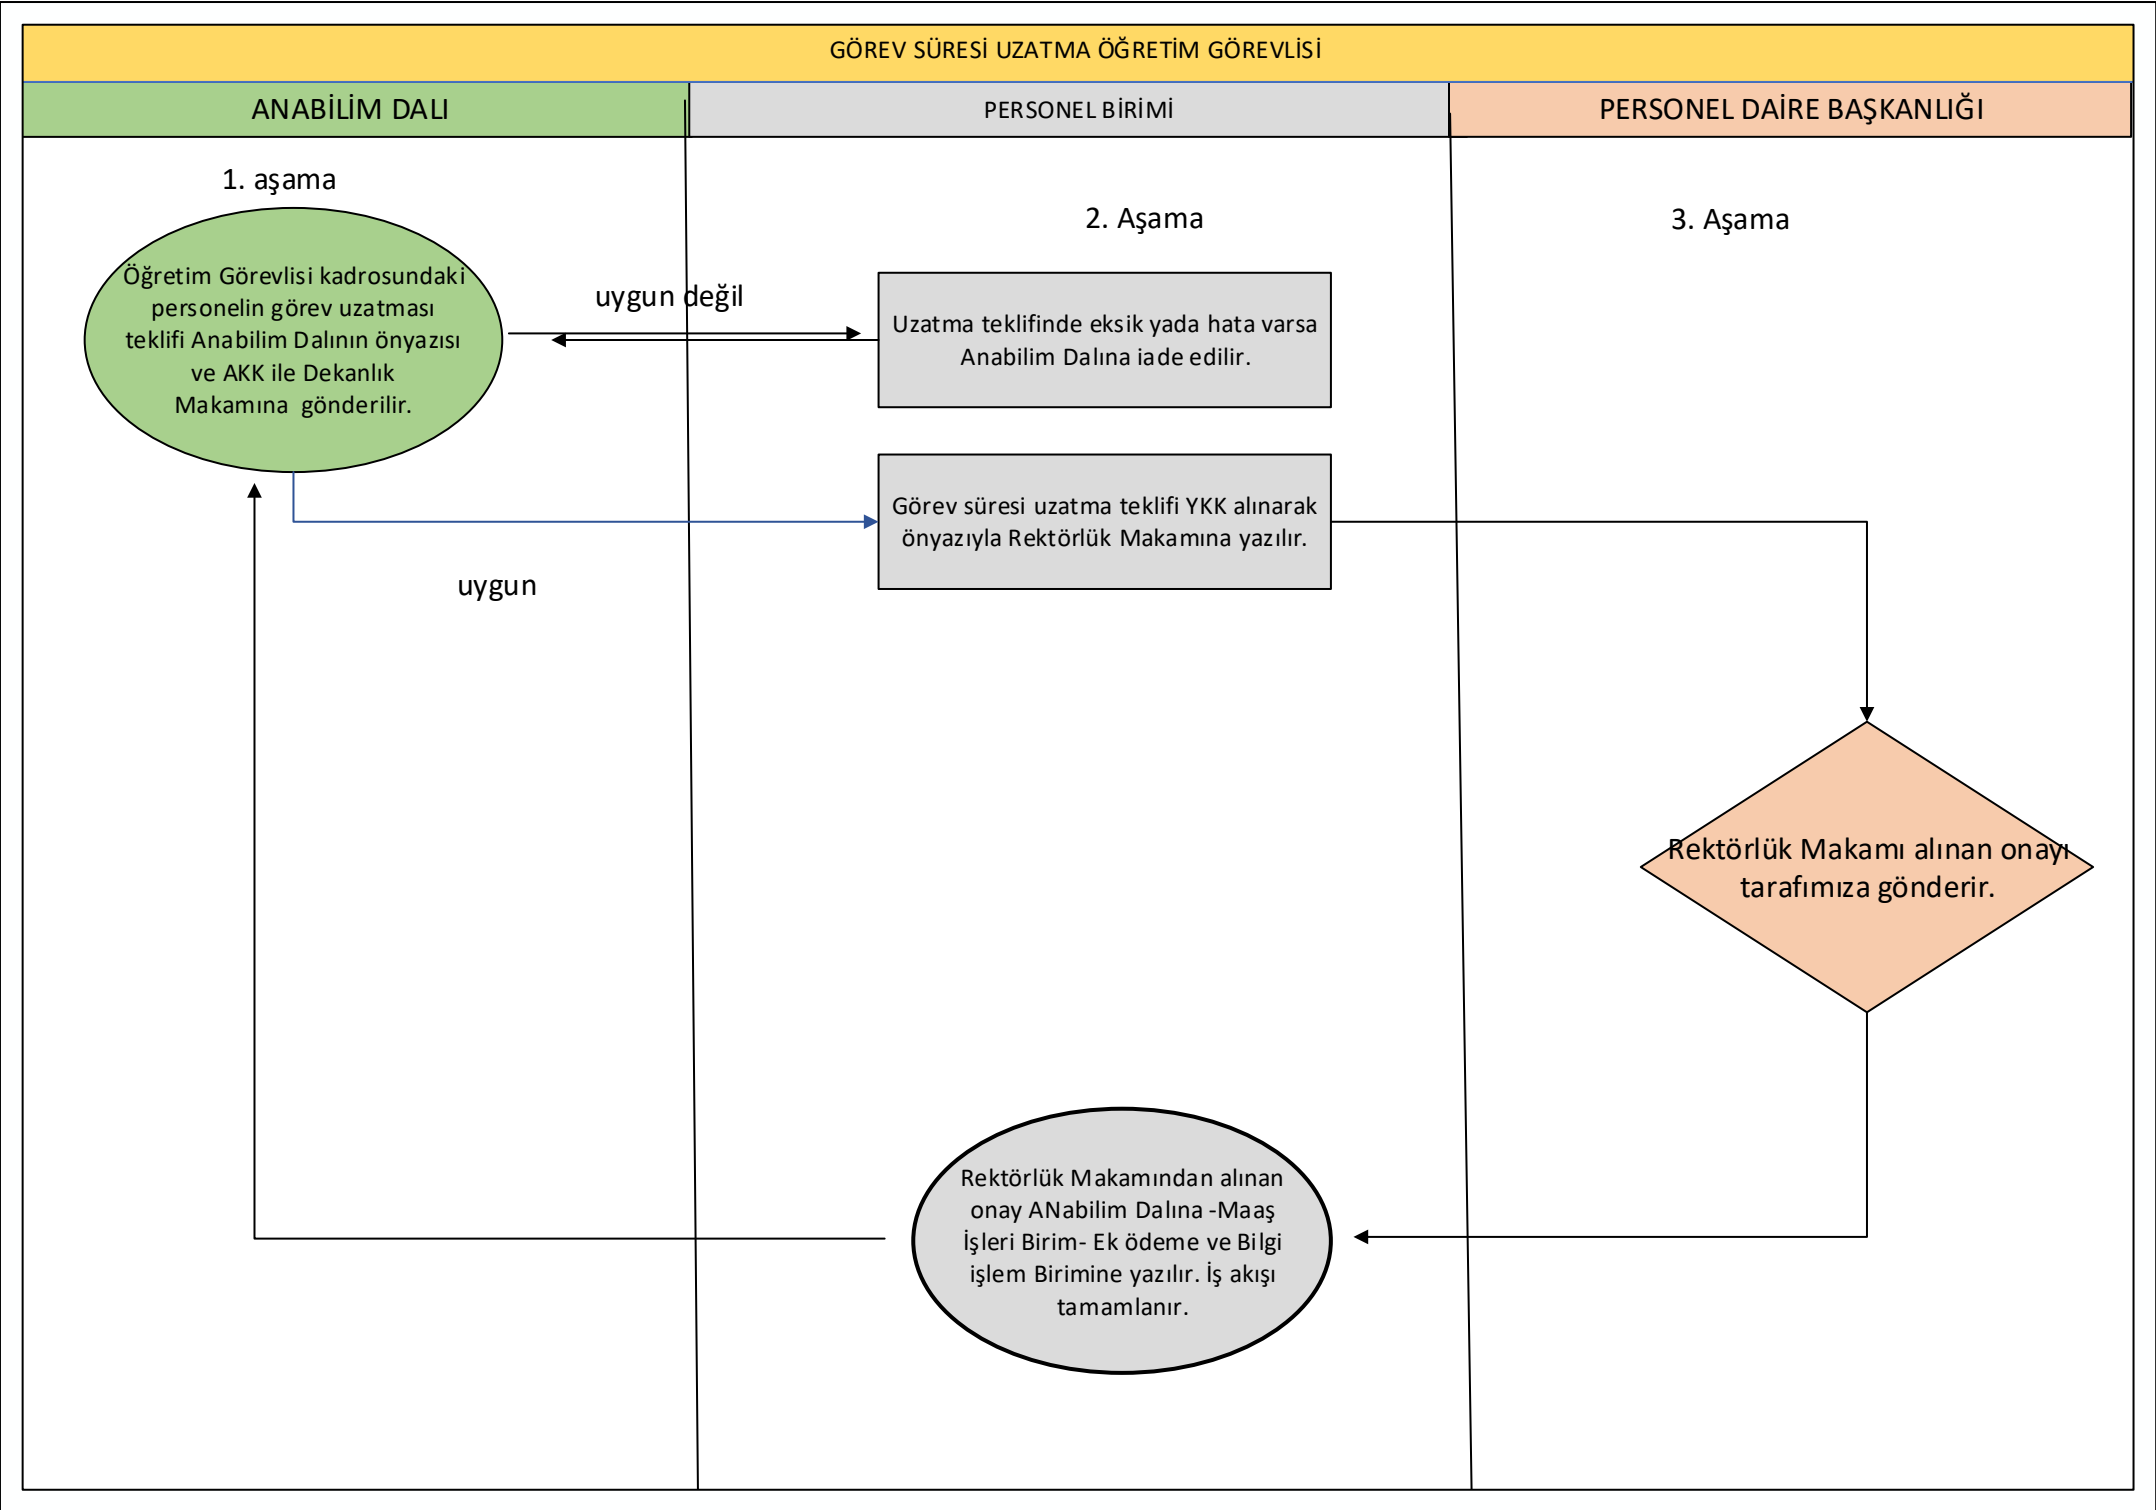 GÖREV SÜRESİ UZATMA ÖĞRETİM GÖREVLİSİ
ANABİLİM DALI
PERSONEL BİRİMİ
PERSONEL DAİRE BAŞKANLIĞI
1. aşama
2. Aşama
3. Aşama
Öğretim Görevlisi kadrosundaki
personelin görev uzatması
teklifi Anabilim Dalının önyazısı
ve AKK ile Dekanlık
Makamına gönderilir.
uygun değil
Uzatma teklifinde eksik yada hata varsa
Anabilim Dalına iade edilir.
Görev süresi uzatma teklifi YKK alınarak
önyazıyla Rektörlük Makamına yazılır.
uygun
Rektörlük Makamı alınan onayı
tarafımıza gönderir.
Rektörlük Makamından alınan
onay ANabilim Dalına -Maaş
İşleri Birim- Ek ödeme ve Bilgi
işlem Birimine yazılır. İş akışı
tamamlanır.